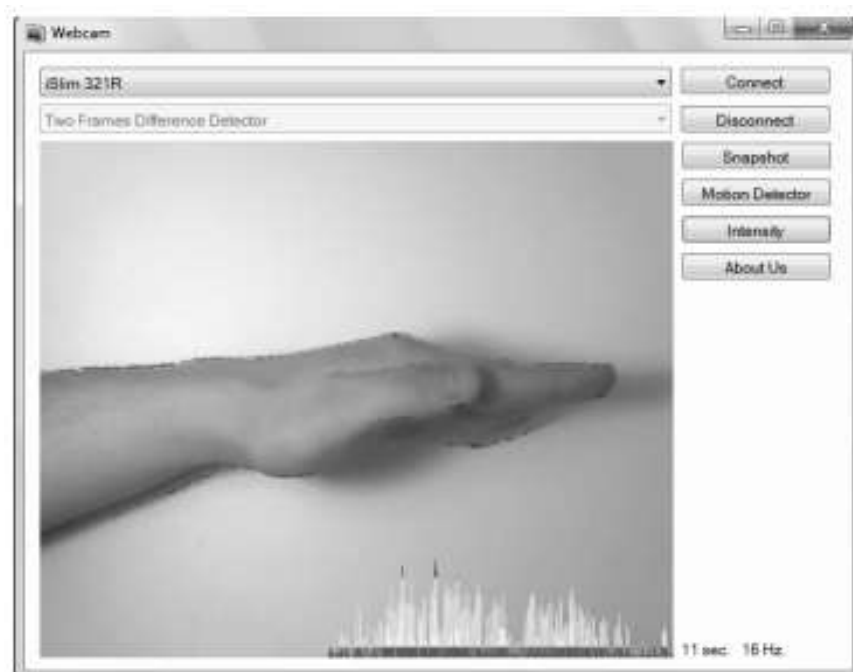 Webcam
iSlim 321R
Connect
Two Frames Difference Detector
Disconnect
Snapshot
Motion Detector
Intensity
About Us
11 sec. 16 Hz.